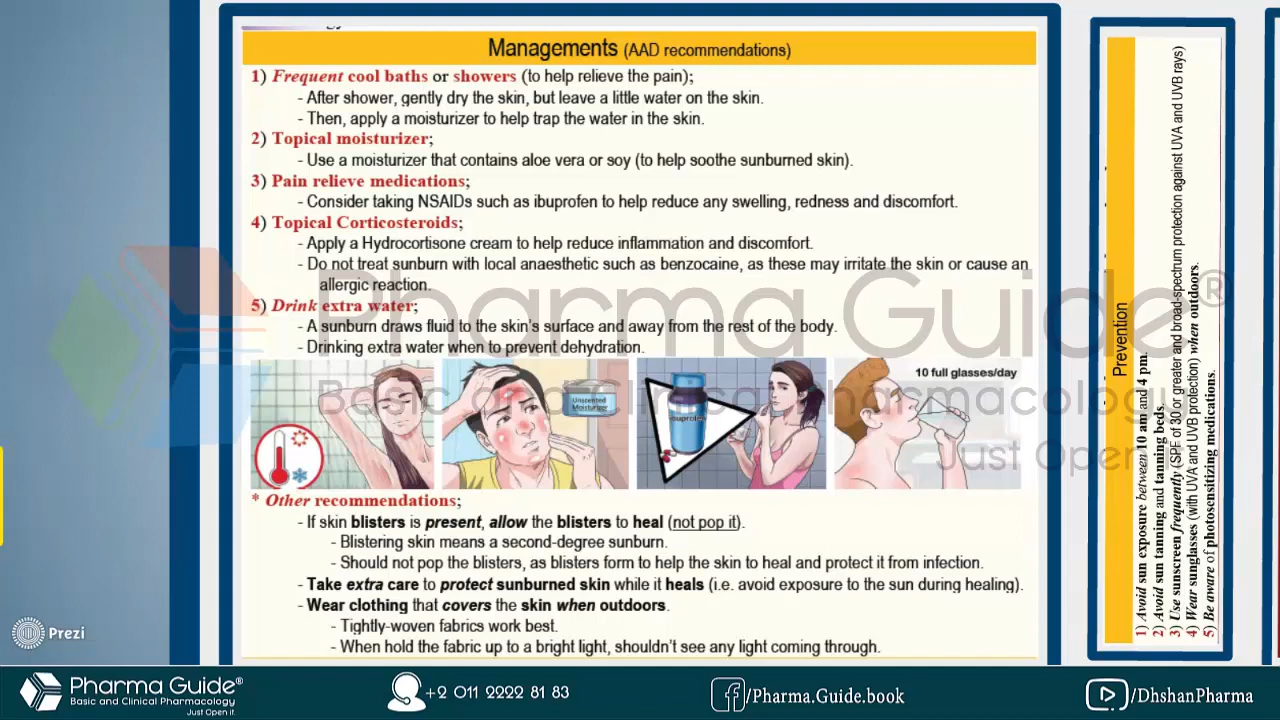 Managements (AAD recommendations)
1) Frequent cool baths or showers (to help relieve the pain);
- After shower, gently dry the skin, but leave a little water on the skin.
- Then, apply a moisturizer to help trap the water in the skin.
2) Topical moisturizer;
- Use a moisturizer that contains aloe vera or soy (to help soothe sunburned skin).
3) Pain relieve medications;
- Consider taking NSAIDs such as ibuprofen to help reduce any swelling, redness and discomfort.
4) Topical Corticosteroids;
- Apply a Hydrocortisone cream to help reduce inflammation and discomfort.
- Do not treat sunburn with local anaesthetic such as benzocaine, as these may irritate the skin or cause an
allergic reaction.
5) Drink extra water;
- A sunburn draws fluid to the skin's surface and away from the rest of the body.
- Drinking extra water when to prevent dehydration.
Unscented
Moisturizer
10 full glasses/day
* Other recommendations;
- If skin blisters is present, allow the blisters to heal (not pop it).
- Blistering skin means a second-degree sunburn.
- Should not pop the blisters, as blisters form to help the skin to heal and protect it from infection.
- Take extra care to protect sunburned skin while it heals (i.e. avoid exposure to the sun during healing).
- Wear clothing that covers the skin when outdoors.
- Tightly-woven fabrics work best.
- When hold the fabric up to a bright light, shouldn't see any light coming through.
Prevention
1) Avoid sun exposure between 10 am and 4 pm.
2) Avoid sun tanning and tanning beds.
3) Use sunscreen frequently (SPF of 30 or greater and broad-spectrum protection against UVA and UVB rays)
4) Wear sunglasses (with UVA and UVB protection) when outdoors.
5) Be aware of photosensitizing medications.
Pharma Guide®
Basic and Clinical Pharmacology
Just Open it.
Prezi
Pharma Guide®
Basic and Clinical Pharmacology
Just Open it.
+2 011 2222 81 83
/Pharma.Guide.book
/DhshanPharma